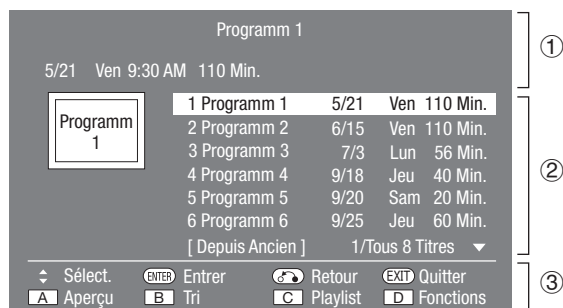 Programm 1
5/21 Ven 9:30 AM 110 Min.
①
Programm
1
1 Programm 1 5/21 Ven 110 Min.
2 Programm 2 6/15 Ven 110 Min.
3 Programm 3 7/3 Lun 56 Min.
4 Programm 4 9/18 Jeu 40 Min.
5 Programm 5 9/20 Sam 20 Min.
6 Programm 6 9/25 Jeu 60 Min.
[ Depuis Ancien ] 1/Tous 8 Titres ▼
②
Sélect. ENTER Entrer Retour EXIT Quitter
A Aperçu B Tri C Playlist D Fonctions
③